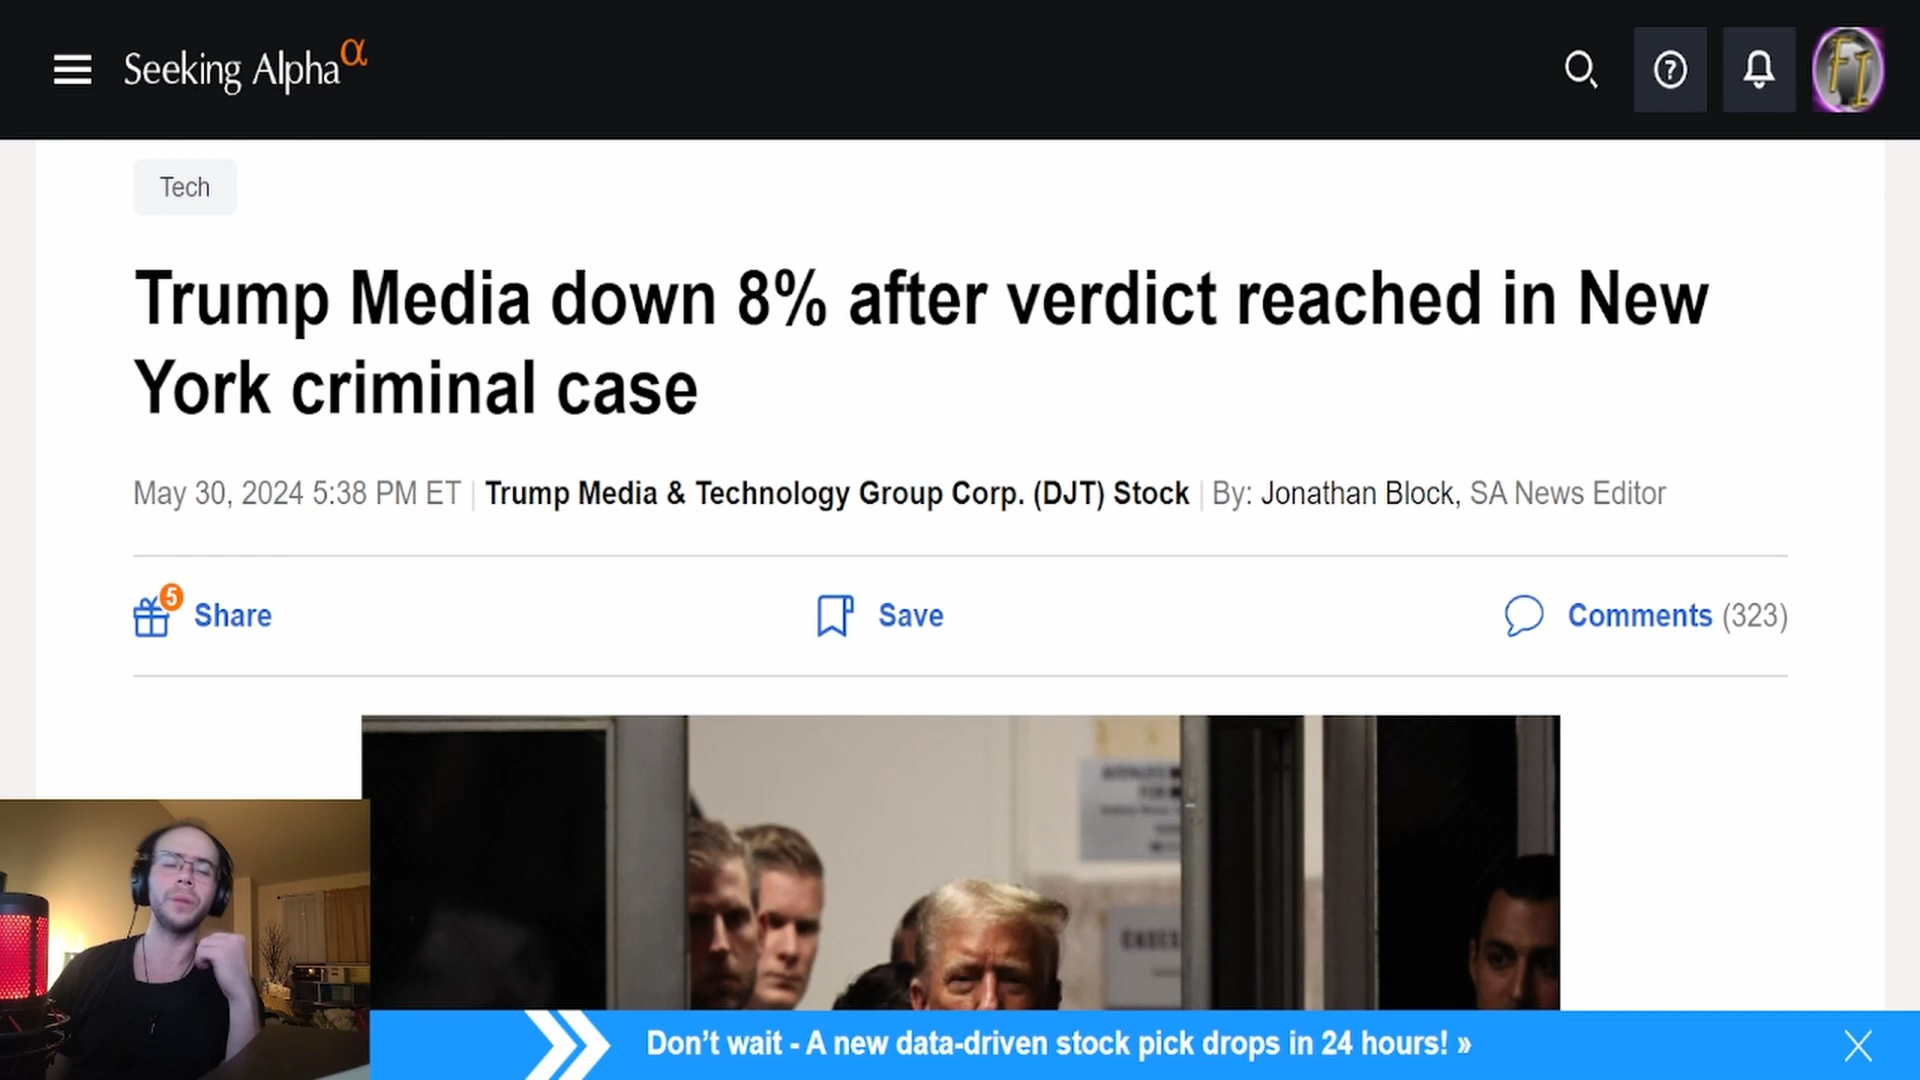 Seeking Alpha α
FI
Tech
Trump Media down 8% after verdict reached in New
York criminal case
May 30, 2024 5:38 PM ET | Trump Media & Technology Group Corp. (DJT) Stock | By: Jonathan Block, SA News Editor
5
Share
Save
Comments (323)
CASES
Don't wait - A new data-driven stock pick drops in 24 hours! »